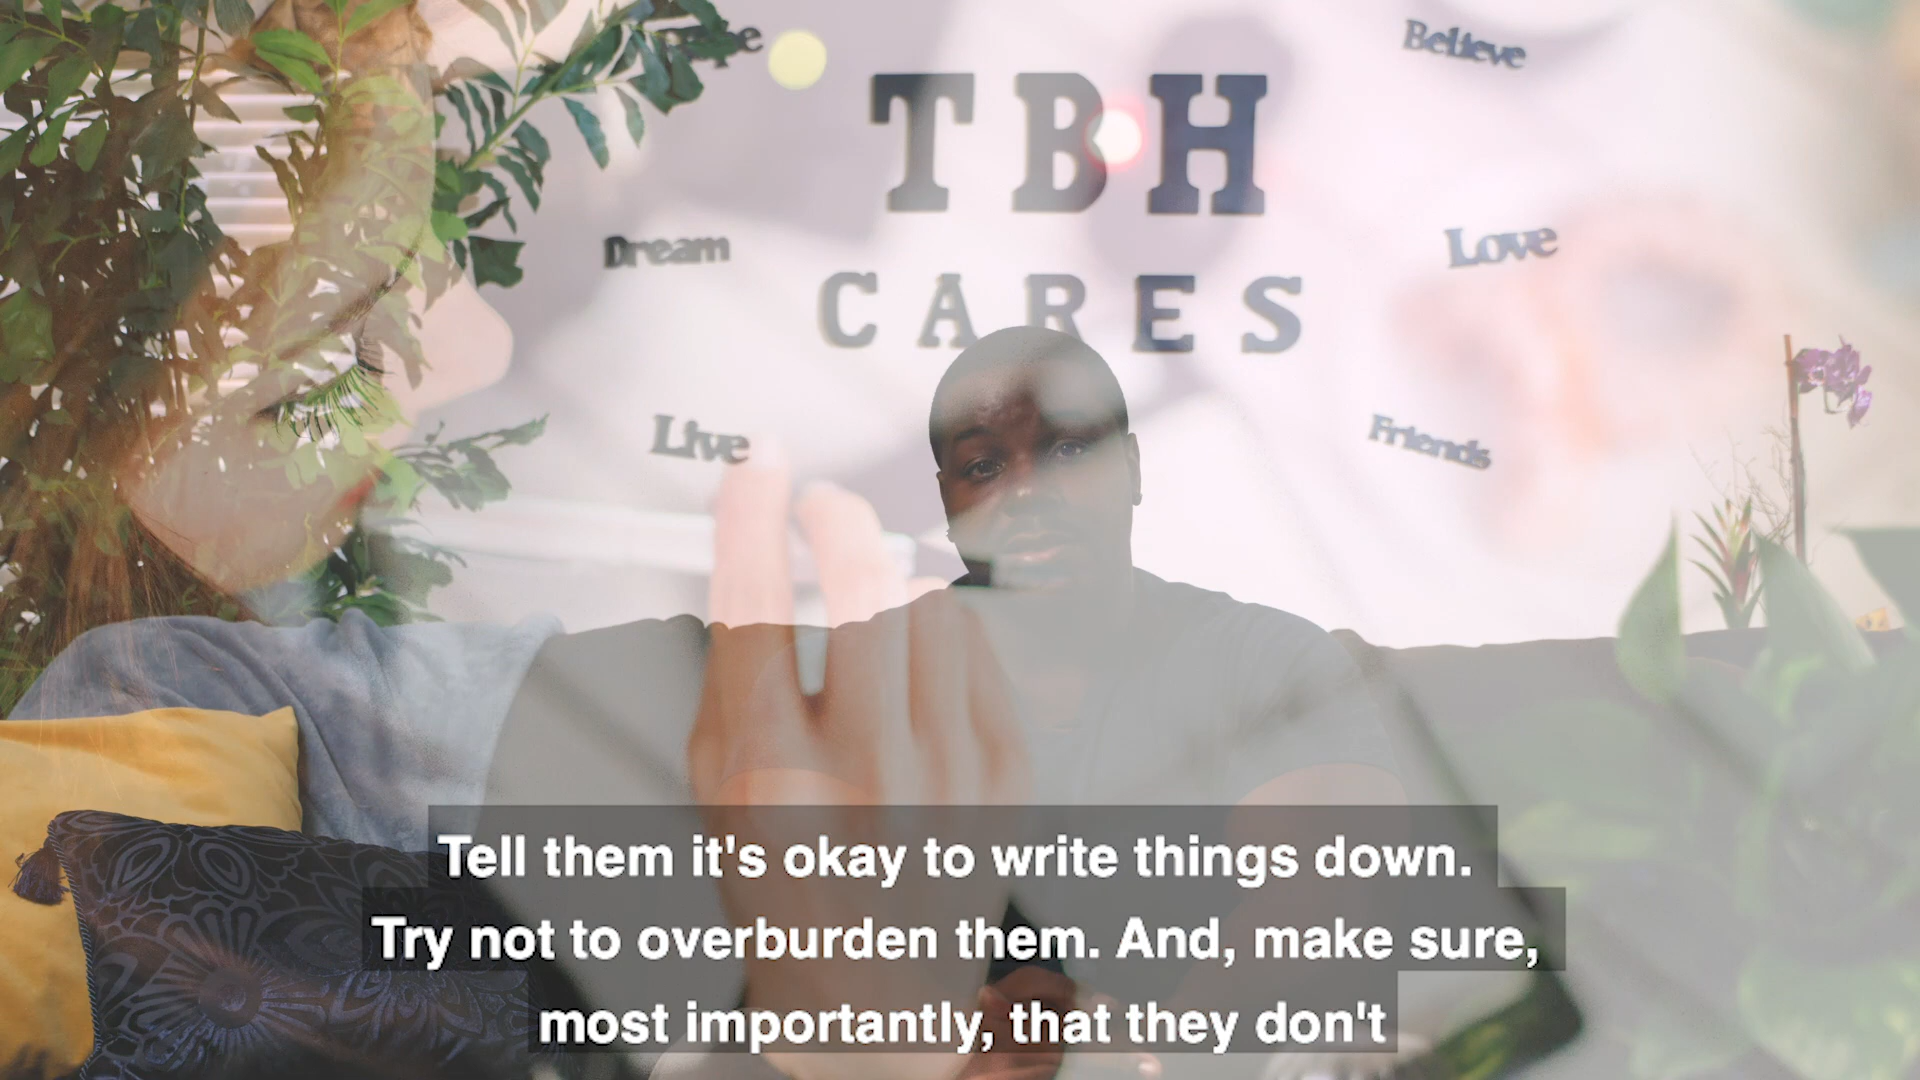 Believe
TBH
Dream
Love
CARES
Live
Friends
Tell them it's okay to write things down.
Try not to overburden them. And, make sure,
most importantly, that they don't